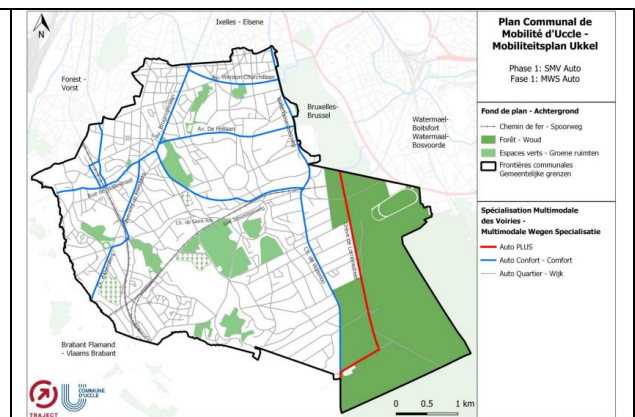 N
Ixelles - Elsene
Forest -
Vorst
Av. Winston Churchill
Bruxelles-
Brussel
Watermael-
Boitsfort
Watermaal-
Bosvoorde
Brabant Flamand
- Vlaams Brabant
TRAJECT
COMMUNE
D'UCCLE
0 0.5 1 km
Plan Communal de
Mobilité d'Uccle -
Mobiliteitsplan Ukkel
Phase 1: SMV Auto
Fase 1: MWS Auto
Fond de plan - Achtergrond
Chemin de fer - Spoorweg
Forêt - Woud
Espaces verts - Groene ruimten
Frontières communales
Gemeentelijke grenzen
Spécialisation Multimodale
des Voiries -
Multimodale Wegen Specialisatie
Auto PLUS
Auto Confort - Comfort
Auto Quartier - Wijk